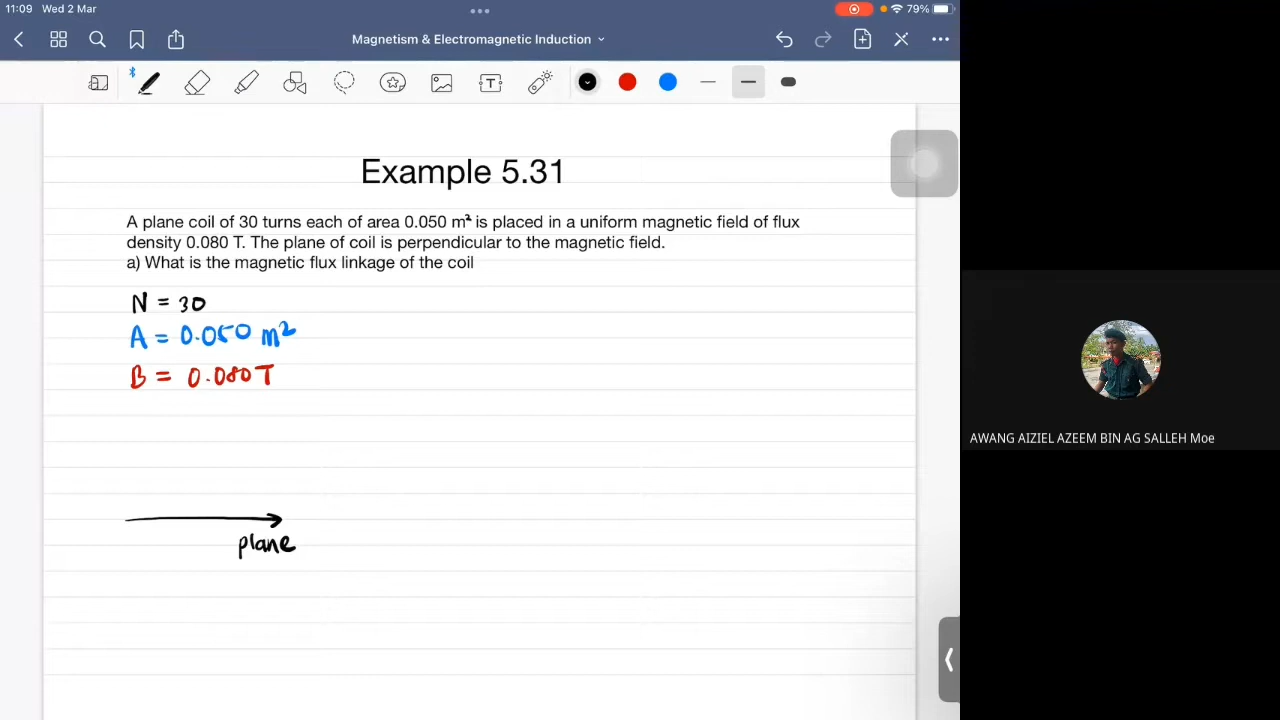 11:09 Wed 2 Mar
79%
Magnetism & Electromagnetic Induction
T
Example 5.31
A plane coil of 30 turns each of area 0.050 m² is placed in a uniform magnetic field of flux
density 0.080 T. The plane of coil is perpendicular to the magnetic field.
a) What is the magnetic flux linkage of the coil
N = 30
A = 0.050 m²
B = 0.080T
plane
AWANG AIZIEL AZEEM BIN AG SALLEH Moe